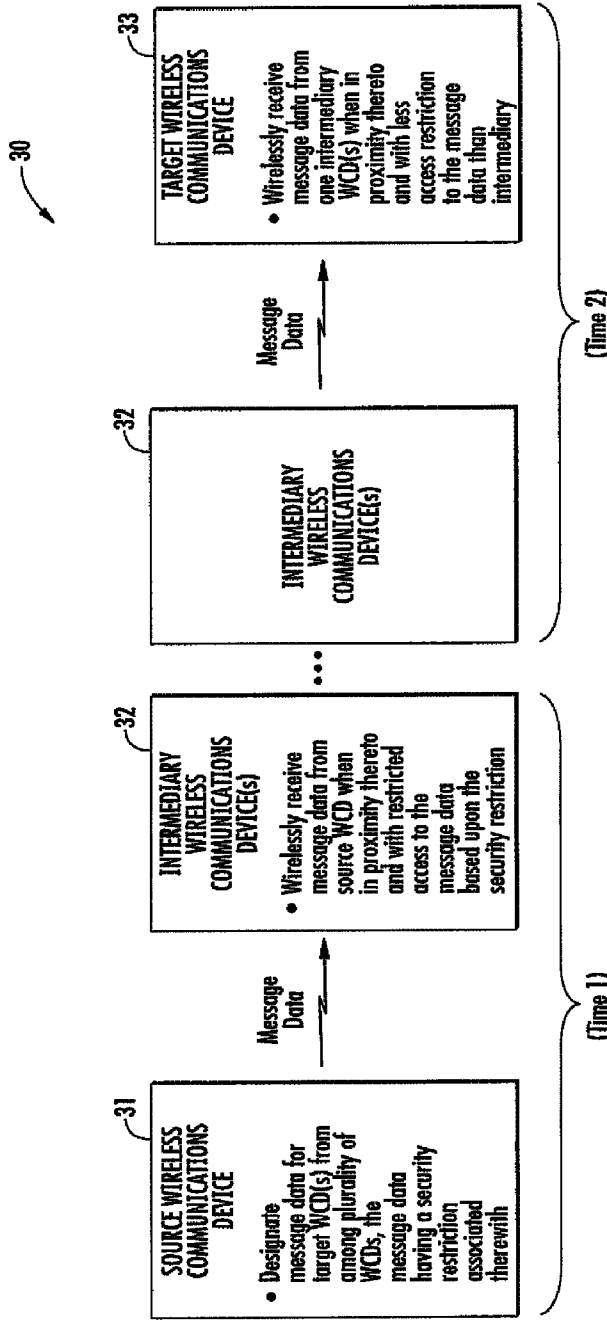 30
31
SOURCE WIRELESS
COMMUNICATIONS
DEVICE
• Designate
message data for
target WCD(s) from
among plurality of
WCDs, the
message data
having a security
restriction
associated
therewith
Message
Data
32
INTERMEDIARY
WIRELESS
COMMUNICATIONS
DEVICE(s)
• Wirelessly receive
message data from
source WCD when
in proximity thereto
and with restricted
access to the
message data
based upon the
security restriction
(Time 1)
•••
32
INTERMEDIARY
WIRELESS
COMMUNICATIONS
DEVICE(s)
Message
Data
33
TARGET WIRELESS
COMMUNICATIONS
DEVICE
• Wirelessly receive
message data from
one intermediary
WCD(s) when in
proximity thereto
and with less
access restriction
to the message
data than
intermediary
(Time 2)